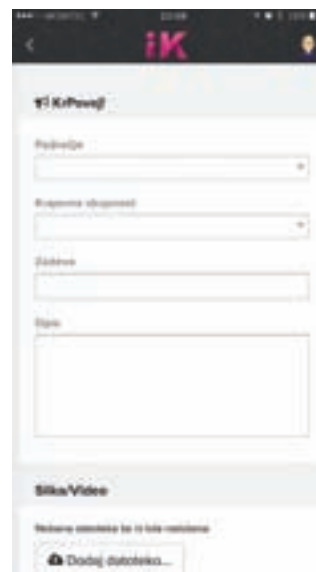 iK
KrPovej!
Področje
Krajevna skupnost
Zadeva
Opis
Slika/Video
Dodaj datoteko...